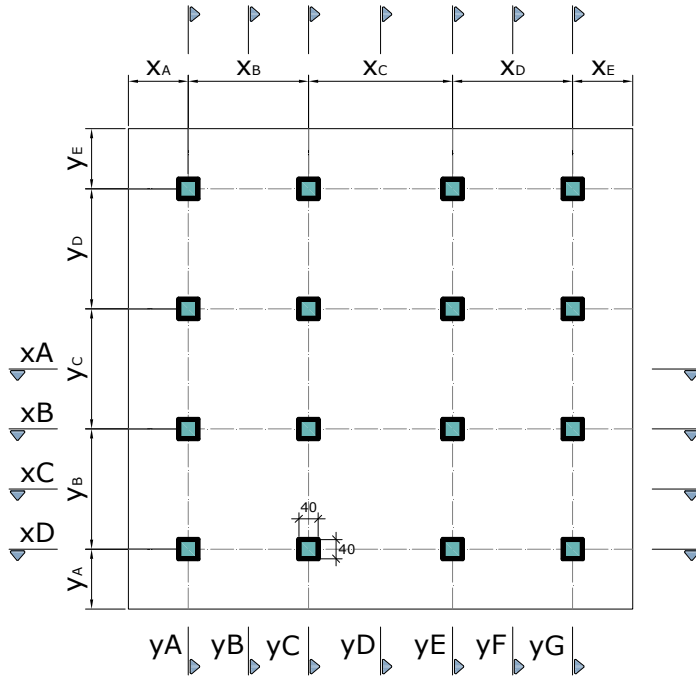 xA xB xC xD xE
yE
yD
xA
yC
xB
xC
yB
40
xD
40
yA
yA yB yC yD yE yF yG